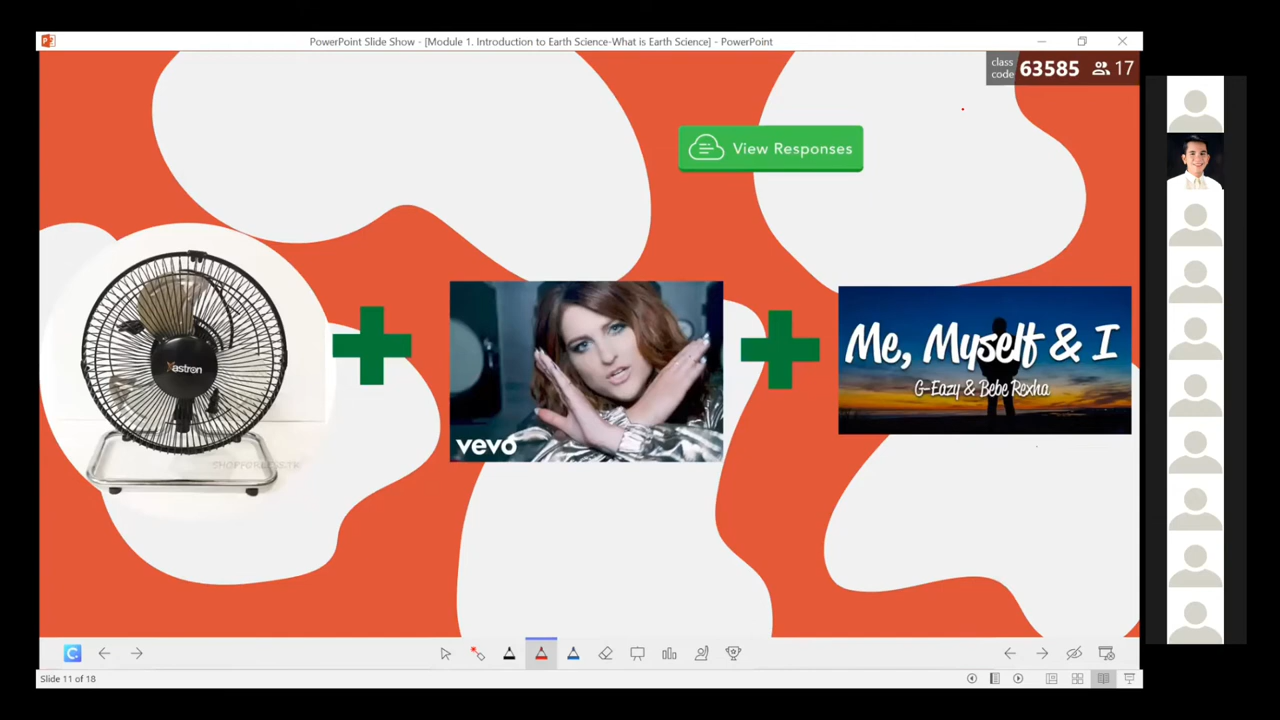 PowerPoint Slide Show - [Module 1. Introduction to Earth Science-What is Earth Science] - PowerPoint
class code 63585 17
View Responses
Xastron
vevo
Me, Myself & I
G-Eazy & Bebe Rexha
Slide 11 of 18